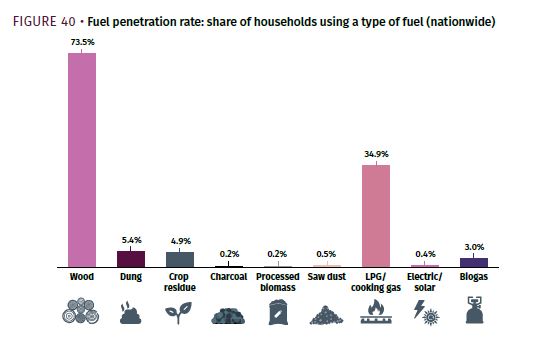 FIGURE 40 • Fuel penetration rate: share of households using a type of fuel (nationwide)
73.5%
34.9%
5.4%
4.9%
0.2%
0.2%
0.5%
0.4%
3.0%
Wood
Dung
Crop
residue
Charcoal
Processed
biomass
Saw dust
LPG/
cooking gas
Electric/
solar
Biogas